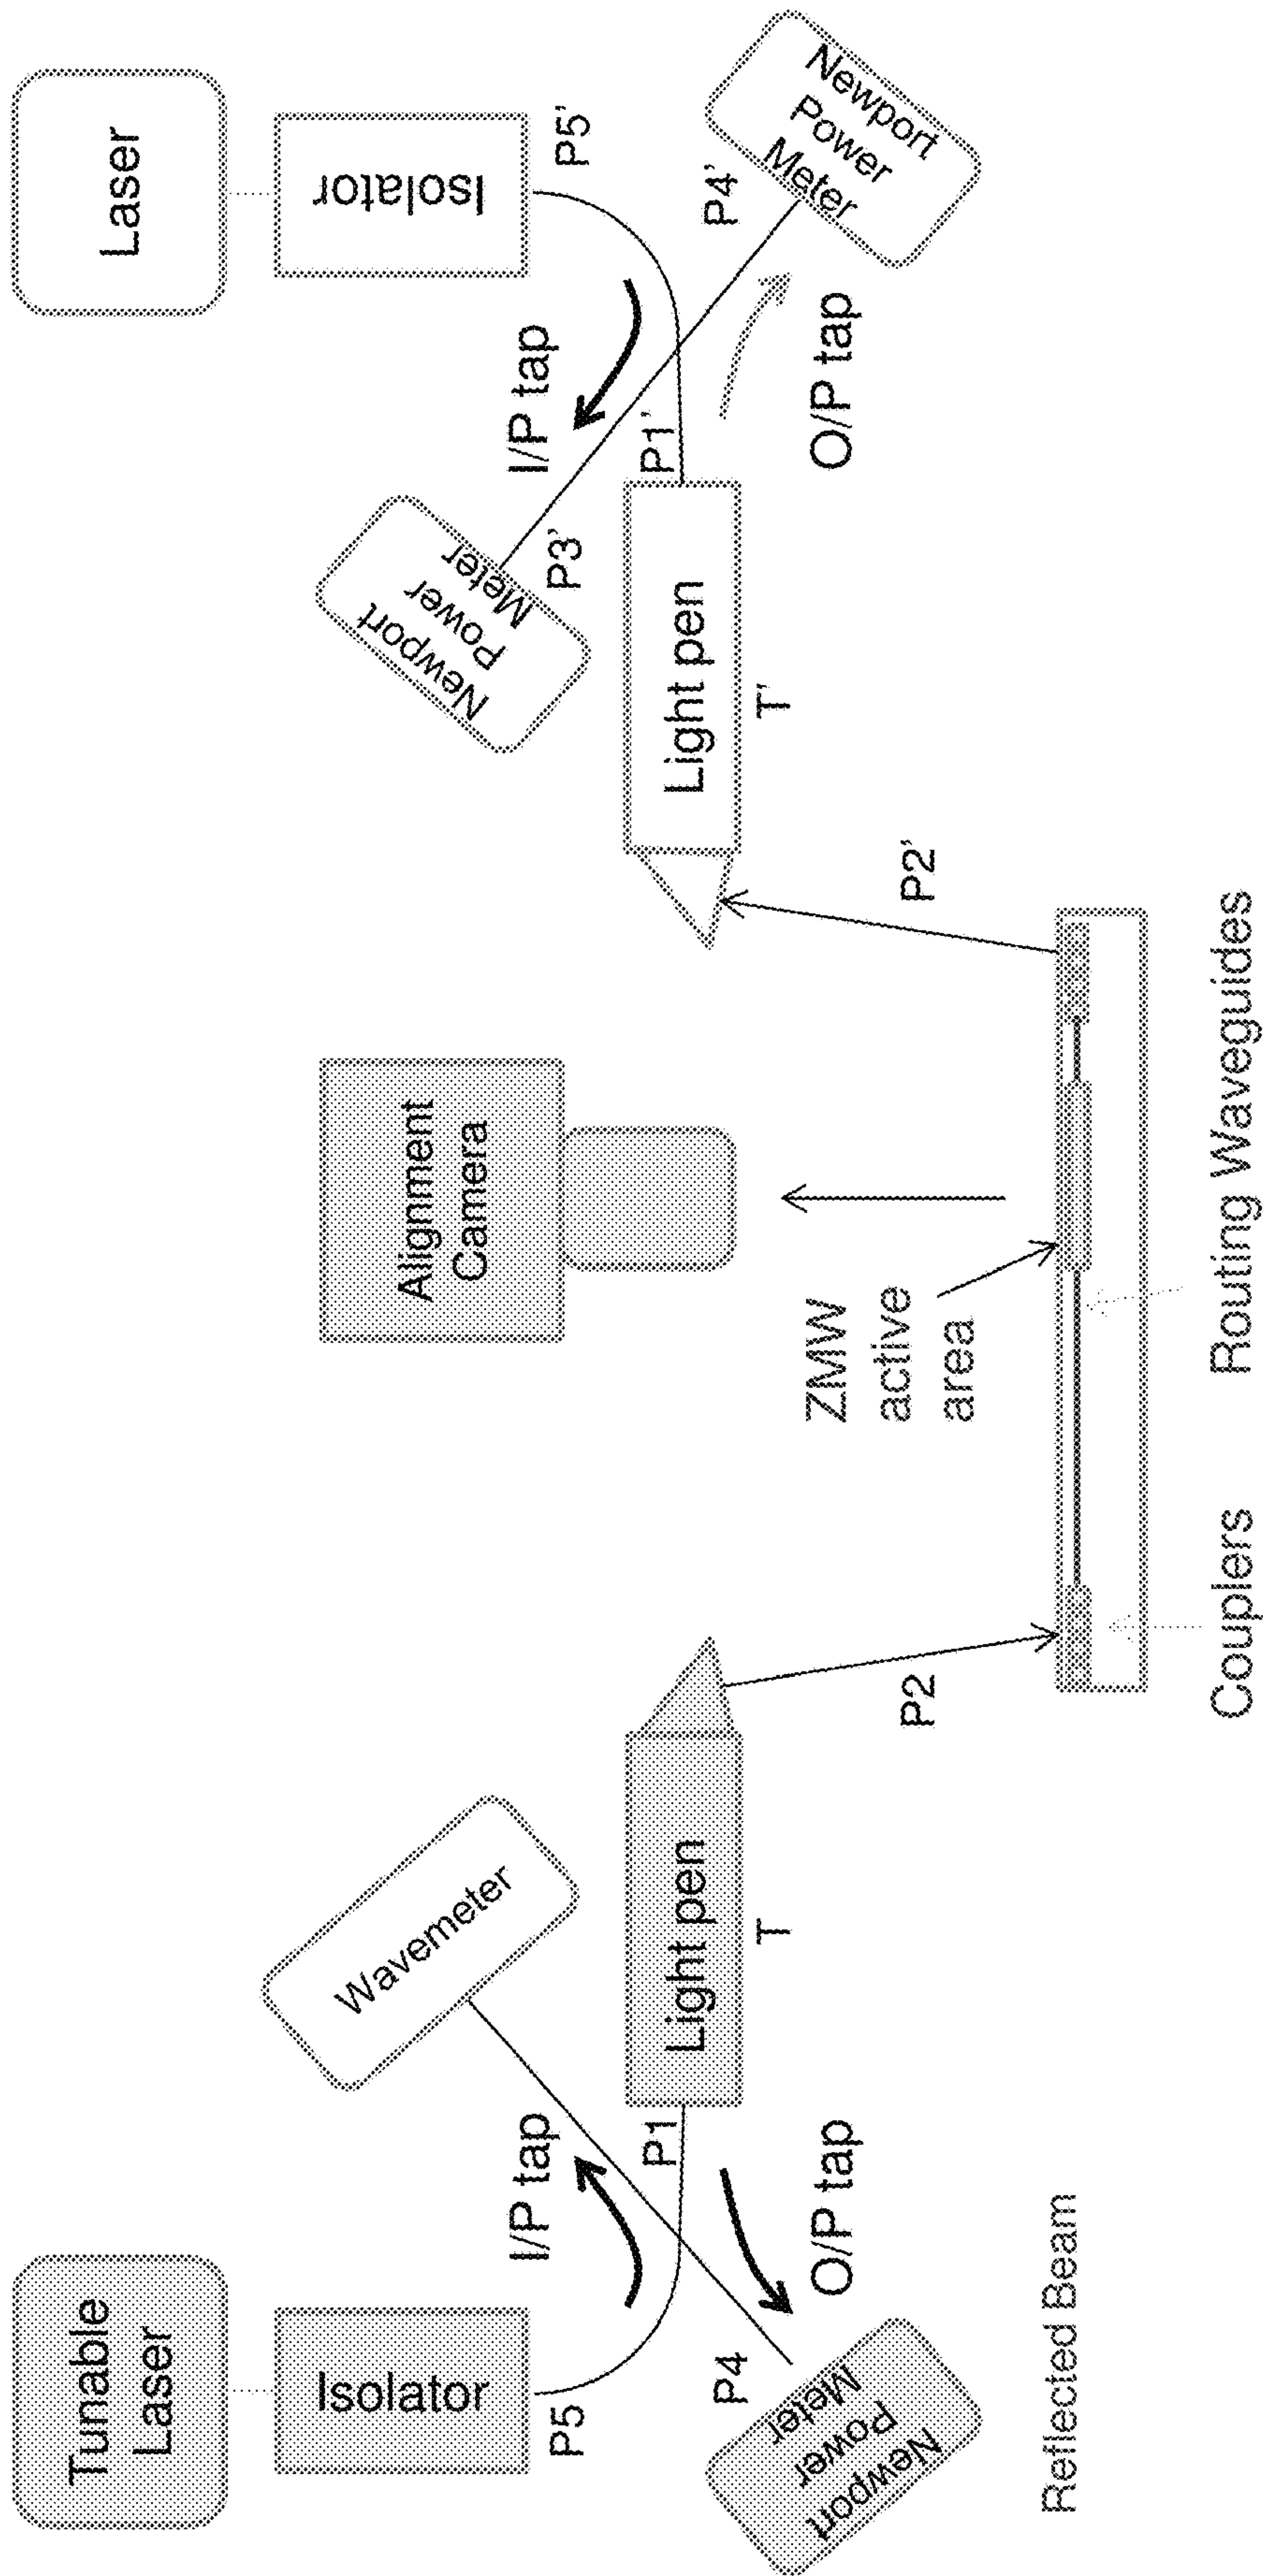 Tunable
Laser
Isolator
P5
I/P tap
Wavemeter
P1
P4
O/P tap
Newport
Power
Meter
Reflected Beam
Light pen
T
P2
Alignment
Camera
ZMW
active
area
Couplers
Routing Waveguides
P2'
Light pen
T'
Newport
Power
Meter
P3'
I/P tap
P1'
O/P tap
P4'
Newport
Power
Meter
P5'
Isolator
Laser